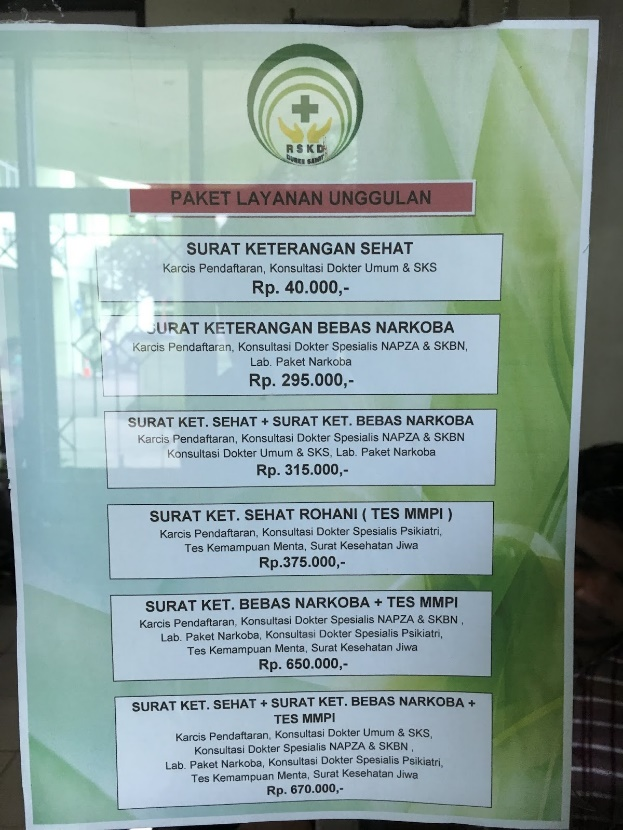 RSKD
DUREN SAWIT
PAKET LAYANAN UNGGULAN
SURAT KETERANGAN SEHAT
Karcis Pendaftaran, Konsultasi Dokter Umum & SKS
Rp. 40.000,-
SURAT KETERANGAN BEBAS NARKOBA
Karcis Pendaftaran, Konsultasi Dokter Spesialis NAPZA & SKBN,
Lab. Paket Narkoba
Rp. 295.000,-
SURAT KET. SEHAT + SURAT KET. BEBAS NARKOBA
Karcis Pendaftaran, Konsultasi Dokter Spesialis NAPZA & SKBN
Konsultasi Dokter Umum & SKS, Lab. Paket Narkoba
Rp. 315.000,-
SURAT KET. SEHAT ROHANI ( TES MMPI )
Karcis Pendaftaran, Konsultasi Dokter Spesialis Psikiatri,
Tes Kemampuan Menta, Surat Kesehatan Jiwa
Rp.375.000,-
SURAT KET. BEBAS NARKOBA + TES MMPI
Karcis Pendaftaran, Konsultasi Dokter Spesialis NAPZA & SKBN ,
Lab. Paket Narkoba, Konsultasi Dokter Spesialis Psikiatri,
Tes Kemampuan Menta, Surat Kesehatan Jiwa
Rp. 650.000,-
SURAT KET. SEHAT + SURAT KET. BEBAS NARKOBA +
TES MMPI
Karcis Pendaftaran, Konsultasi Dokter Umum & SKS,
Konsultasi Dokter Spesialis NAPZA & SKBN ,
Lab. Paket Narkoba, Konsultasi Dokter Spesialis Psikiatri,
Tes Kemampuan Menta, Surat Kesehatan Jiwa
Rp. 670.000,-